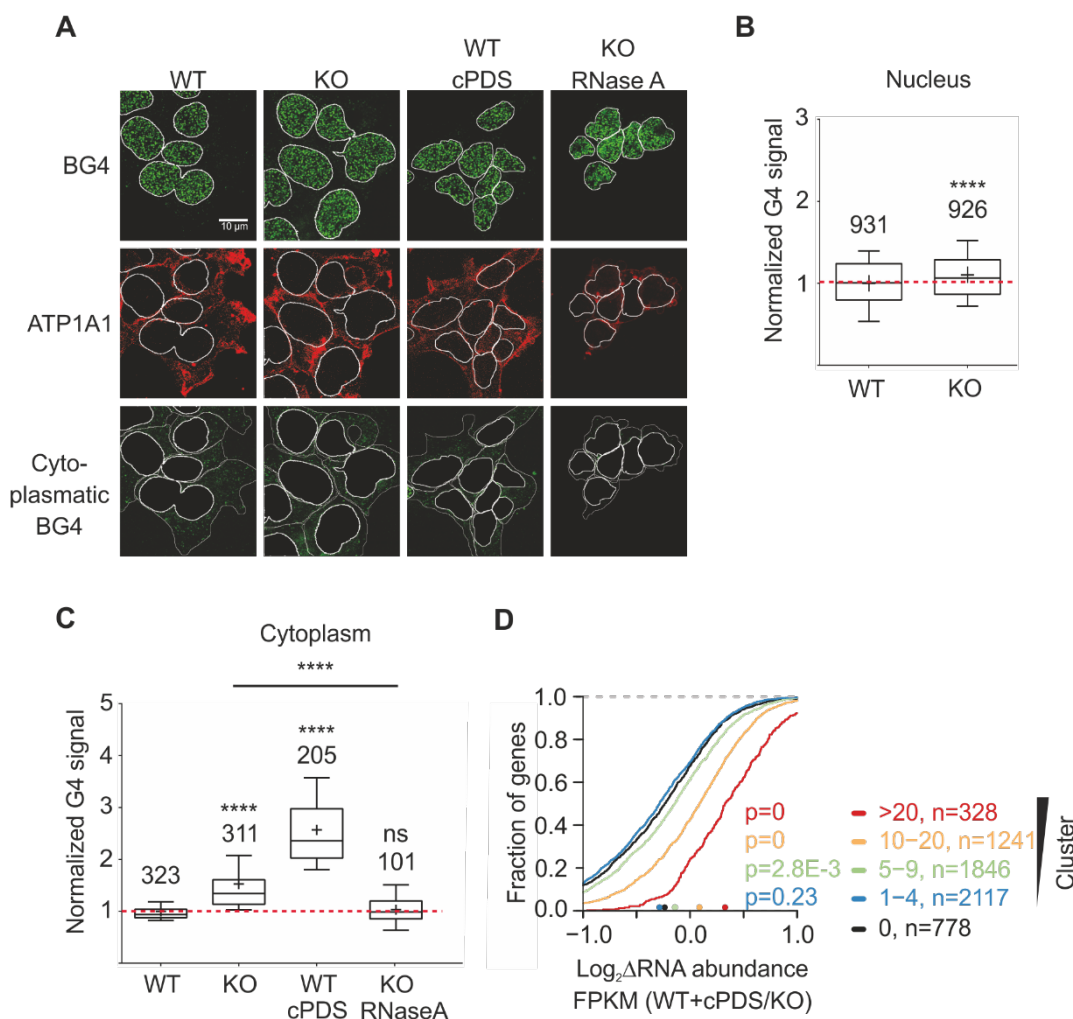 A
WT
KO
WT
cPDS
KO
RNase A
BG4
10 μm
ATP1A1
Cyto-
plasmatic
BG4
B
Nucleus
Normalized G4 signal
3
2
1
0
931
****
926
WT
KO
C
Cytoplasm
****
Normalized G4 signal
5
4
3
2
1
323
****
311
****
205
ns
101
WT
KO
WT
cPDS
KO
RNaseA
D
Fraction of genes
1.0
0.8
0.6
0.4
0.2
0.0
p=0
p=0
p=2.8E-3
p=0.23
>20, n=328
10−20, n=1241
5−9, n=1846
1−4, n=2117
0, n=778
Cluster
−1.0
0.0
1.0
Log₂ΔRNA abundance
FPKM (WT+cPDS/KO)